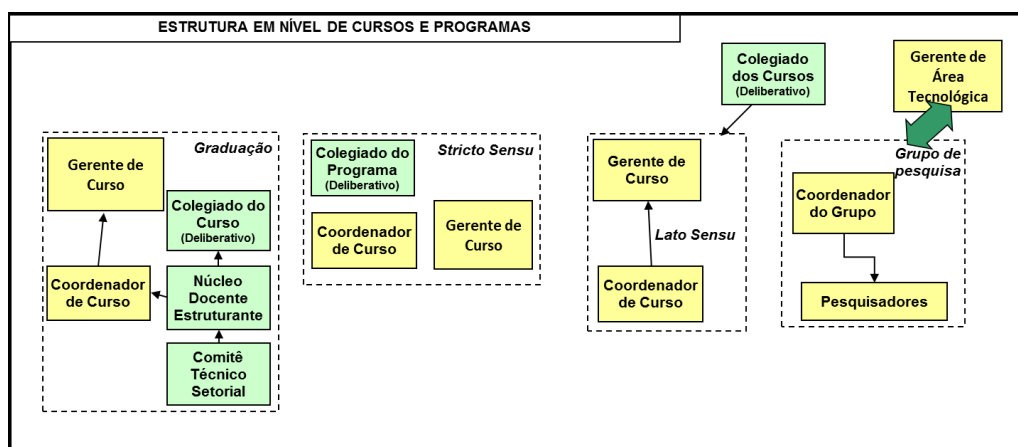 ESTRUTURA EM NÍVEL DE CURSOS E PROGRAMAS
Colegiado
dos Cursos
(Deliberativo)
Gerente de
Área
Tecnológica
Graduação
Gerente de
Curso
Colegiado do
Curso
(Deliberativo)
Coordenador
de Curso
Núcleo
Docente
Estruturante
Comitê
Técnico
Setorial
Stricto Sensu
Colegiado do
Programa
(Deliberativo)
Coordenador
de Curso
Gerente de
Curso
Gerente de
Curso
Lato Sensu
Coordenador
de Curso
Grupo de
pesquisa
Coordenador
do Grupo
Pesquisadores